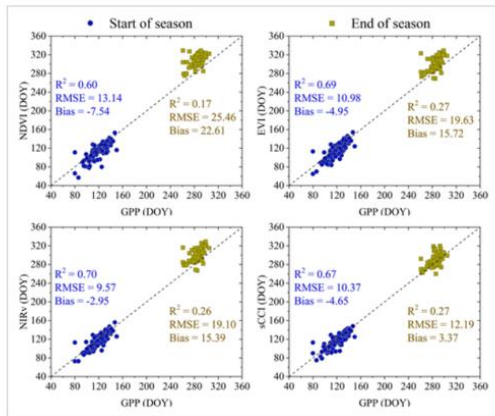 Start of season
End of season
360
320
280
240
200
160
120
80
40
NDVI (DOY)
R² = 0.60
RMSE = 13.14
Bias = -7.54
R² = 0.17
RMSE = 25.46
Bias = 22.61
40 80 120 160 200 240 280 320 360
GPP (DOY)
360
320
280
240
200
160
120
80
40
EVI (DOY)
R² = 0.69
RMSE = 10.98
Bias = -4.95
R² = 0.27
RMSE = 19.63
Bias = 15.72
40 80 120 160 200 240 280 320 360
GPP (DOY)
360
320
280
240
200
160
120
80
40
NIRv (DOY)
R² = 0.70
RMSE = 9.57
Bias = -2.95
R² = 0.26
RMSE = 19.10
Bias = 15.39
40 80 120 160 200 240 280 320 360
GPP (DOY)
360
320
280
240
200
160
120
80
40
sCCI (DOY)
R² = 0.67
RMSE = 10.37
Bias = -4.65
R² = 0.27
RMSE = 12.19
Bias = 3.37
40 80 120 160 200 240 280 320 360
GPP (DOY)